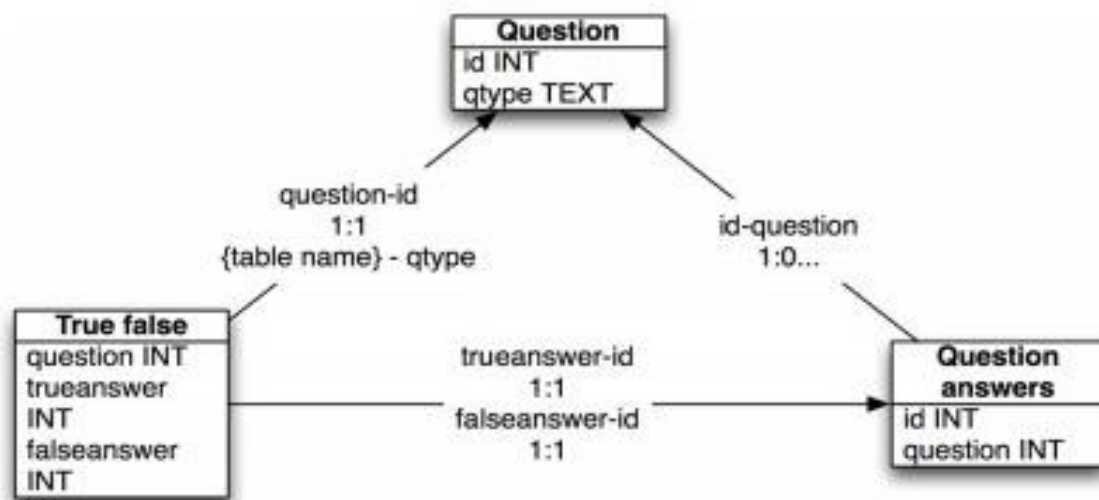 Question
id INT
qtype TEXT
question-id
1:1
{table name} - qtype
id-question
1:0...
True false
question INT
trueanswer
INT
falseanswer
INT
trueanswer-id
1:1
falseanswer-id
1:1
Question
answers
id INT
question INT